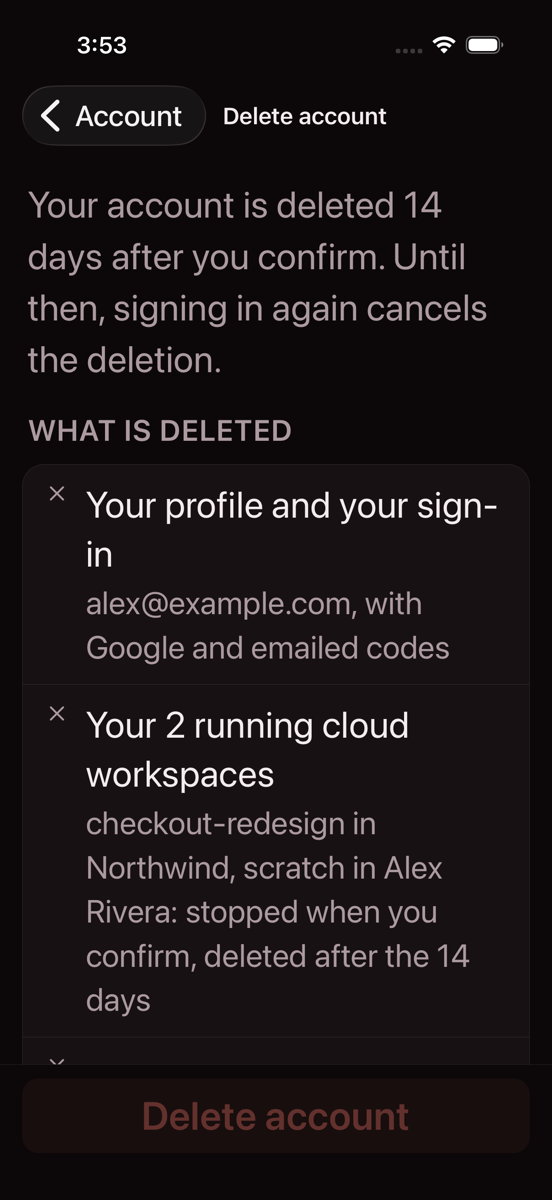 3:53
Account
Delete account
Your account is deleted 14
days after you confirm. Until
then, signing in again cancels
the deletion.
WHAT IS DELETED
Your profile and your sign-
in
alex@example.com, with
Google and emailed codes
Your 2 running cloud
workspaces
checkout-redesign in
Northwind, scratch in Alex
Rivera: stopped when you
confirm, deleted after the 14
days
Delete account